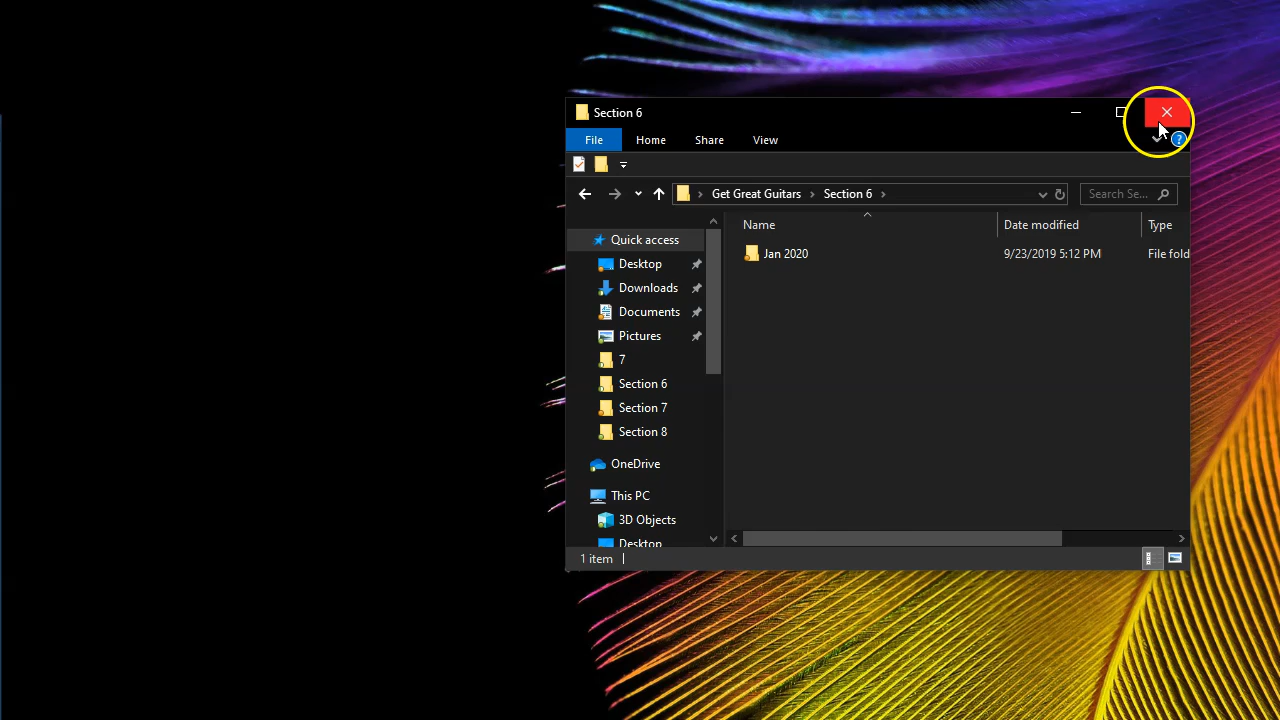 Section 6
File Home Share View
Get Great Guitars Section 6 Search Se...
Name Date modified Type
Quick access
Jan 2020 9/23/2019 5:12 PM File fold
Desktop
Downloads
Documents
Pictures
7
Section 6
Section 7
Section 8
OneDrive
This PC
3D Objects
Desktop
1 item